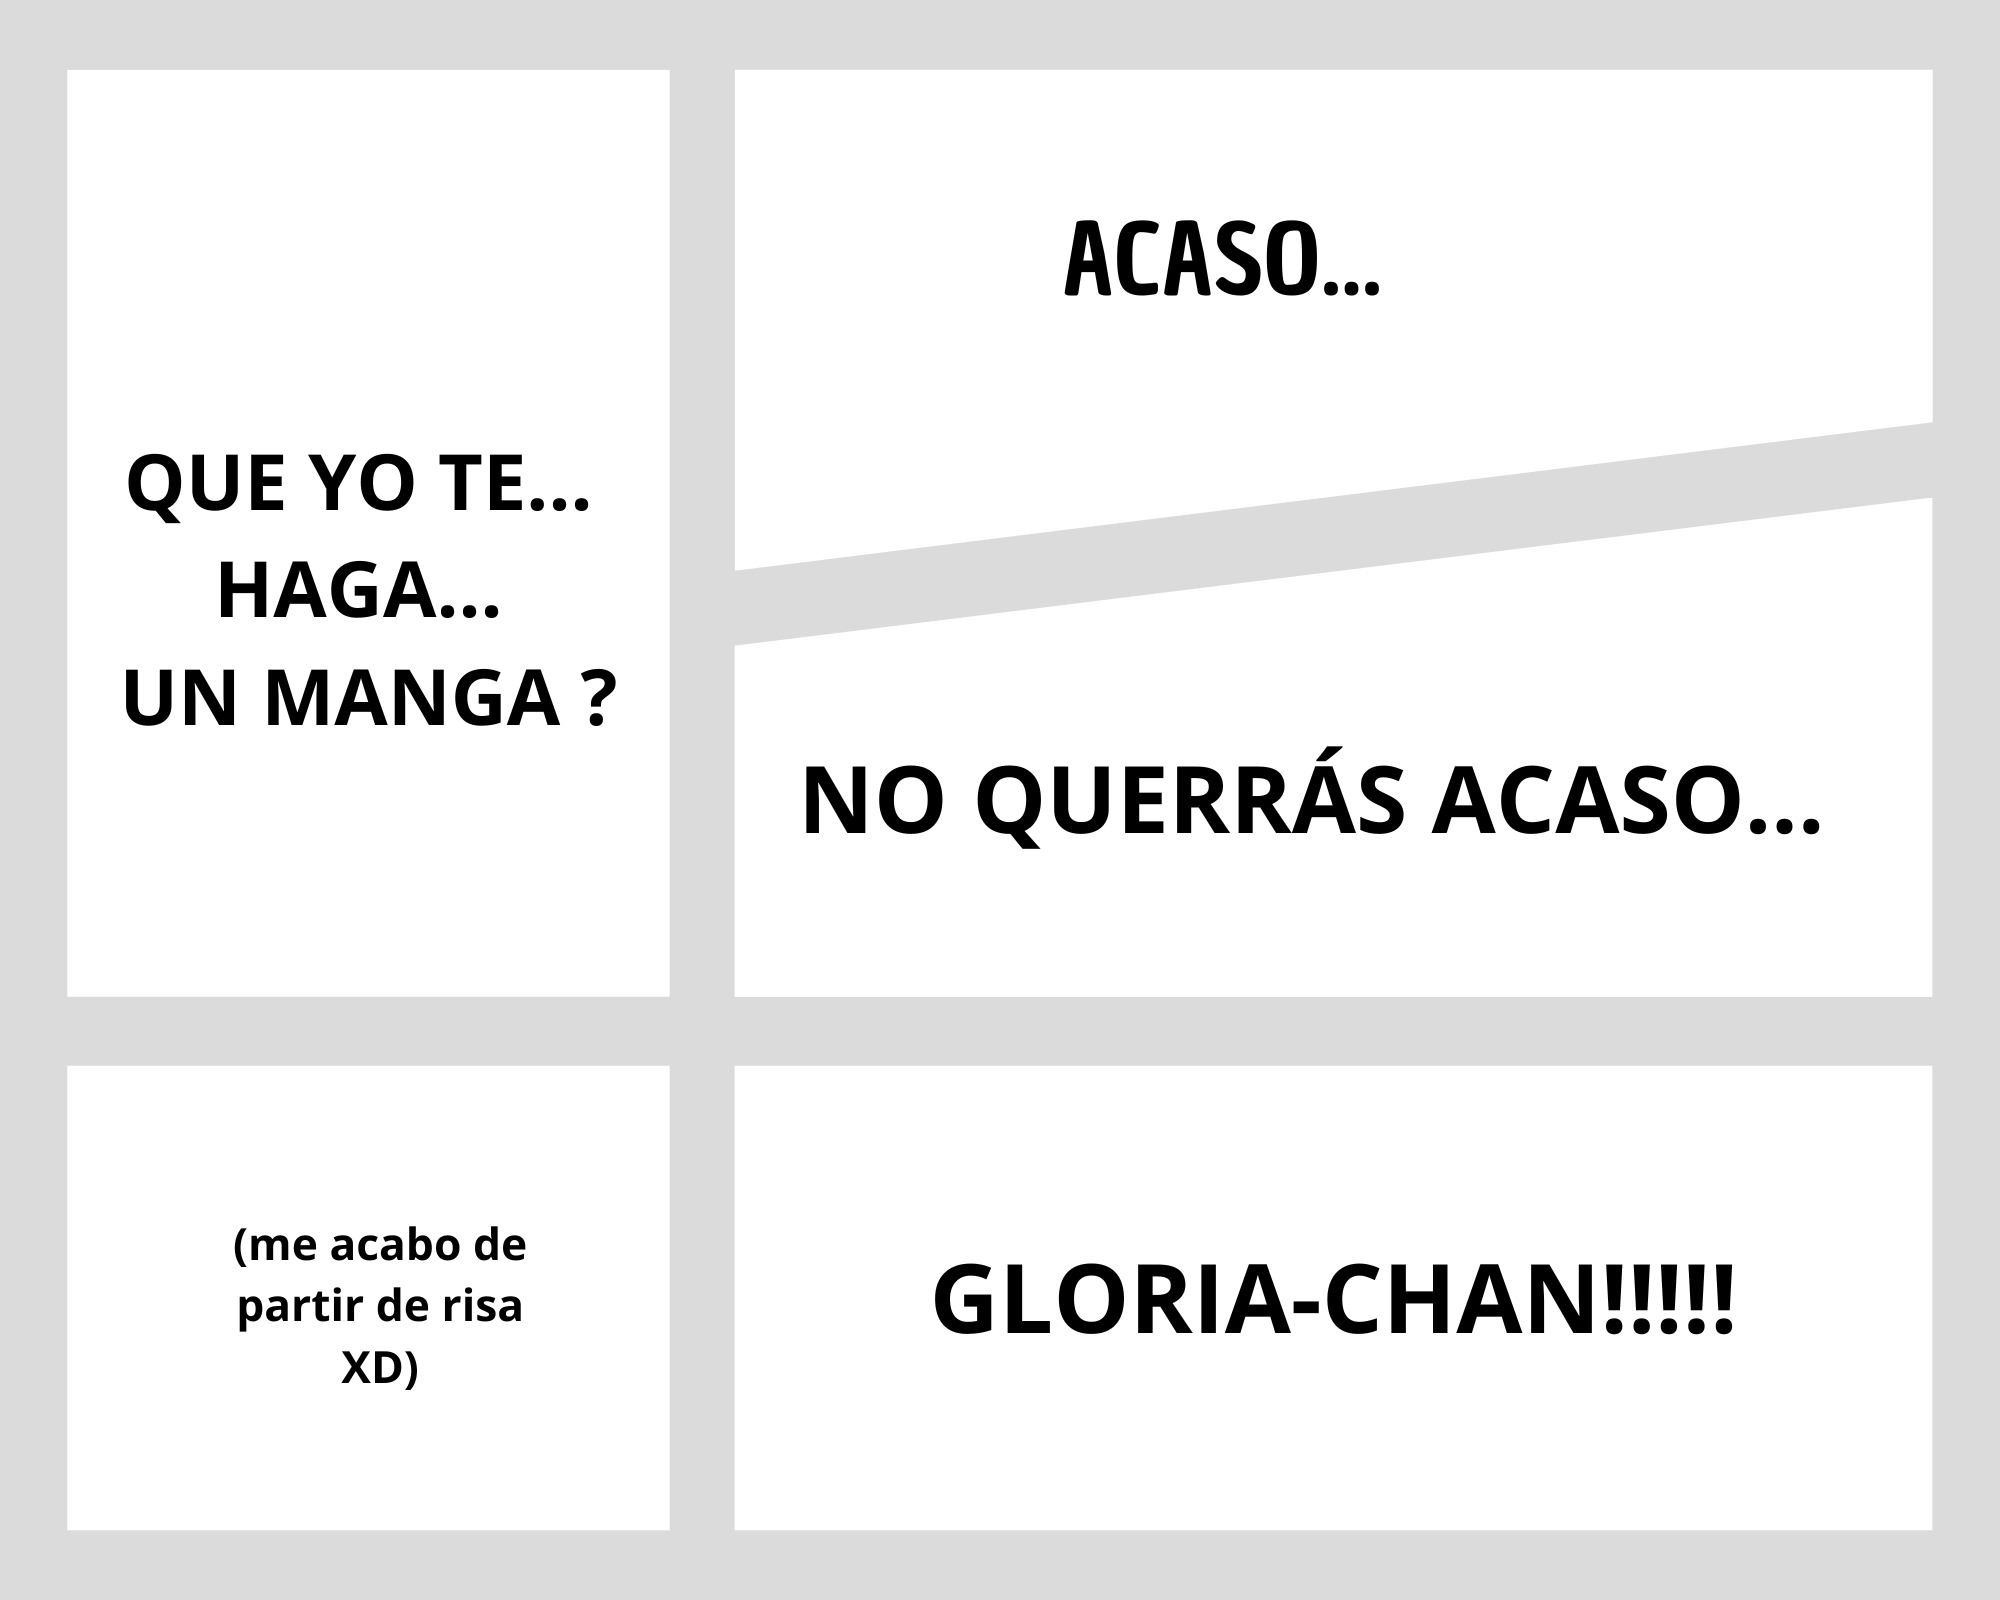 ACASO...
NO QUERRÁS ACASO...
QUE YO TE...
HAGA...
UN MANGA ?
GLORIA-CHAN!!!!!
(me acabo de
partir de risa
XD)